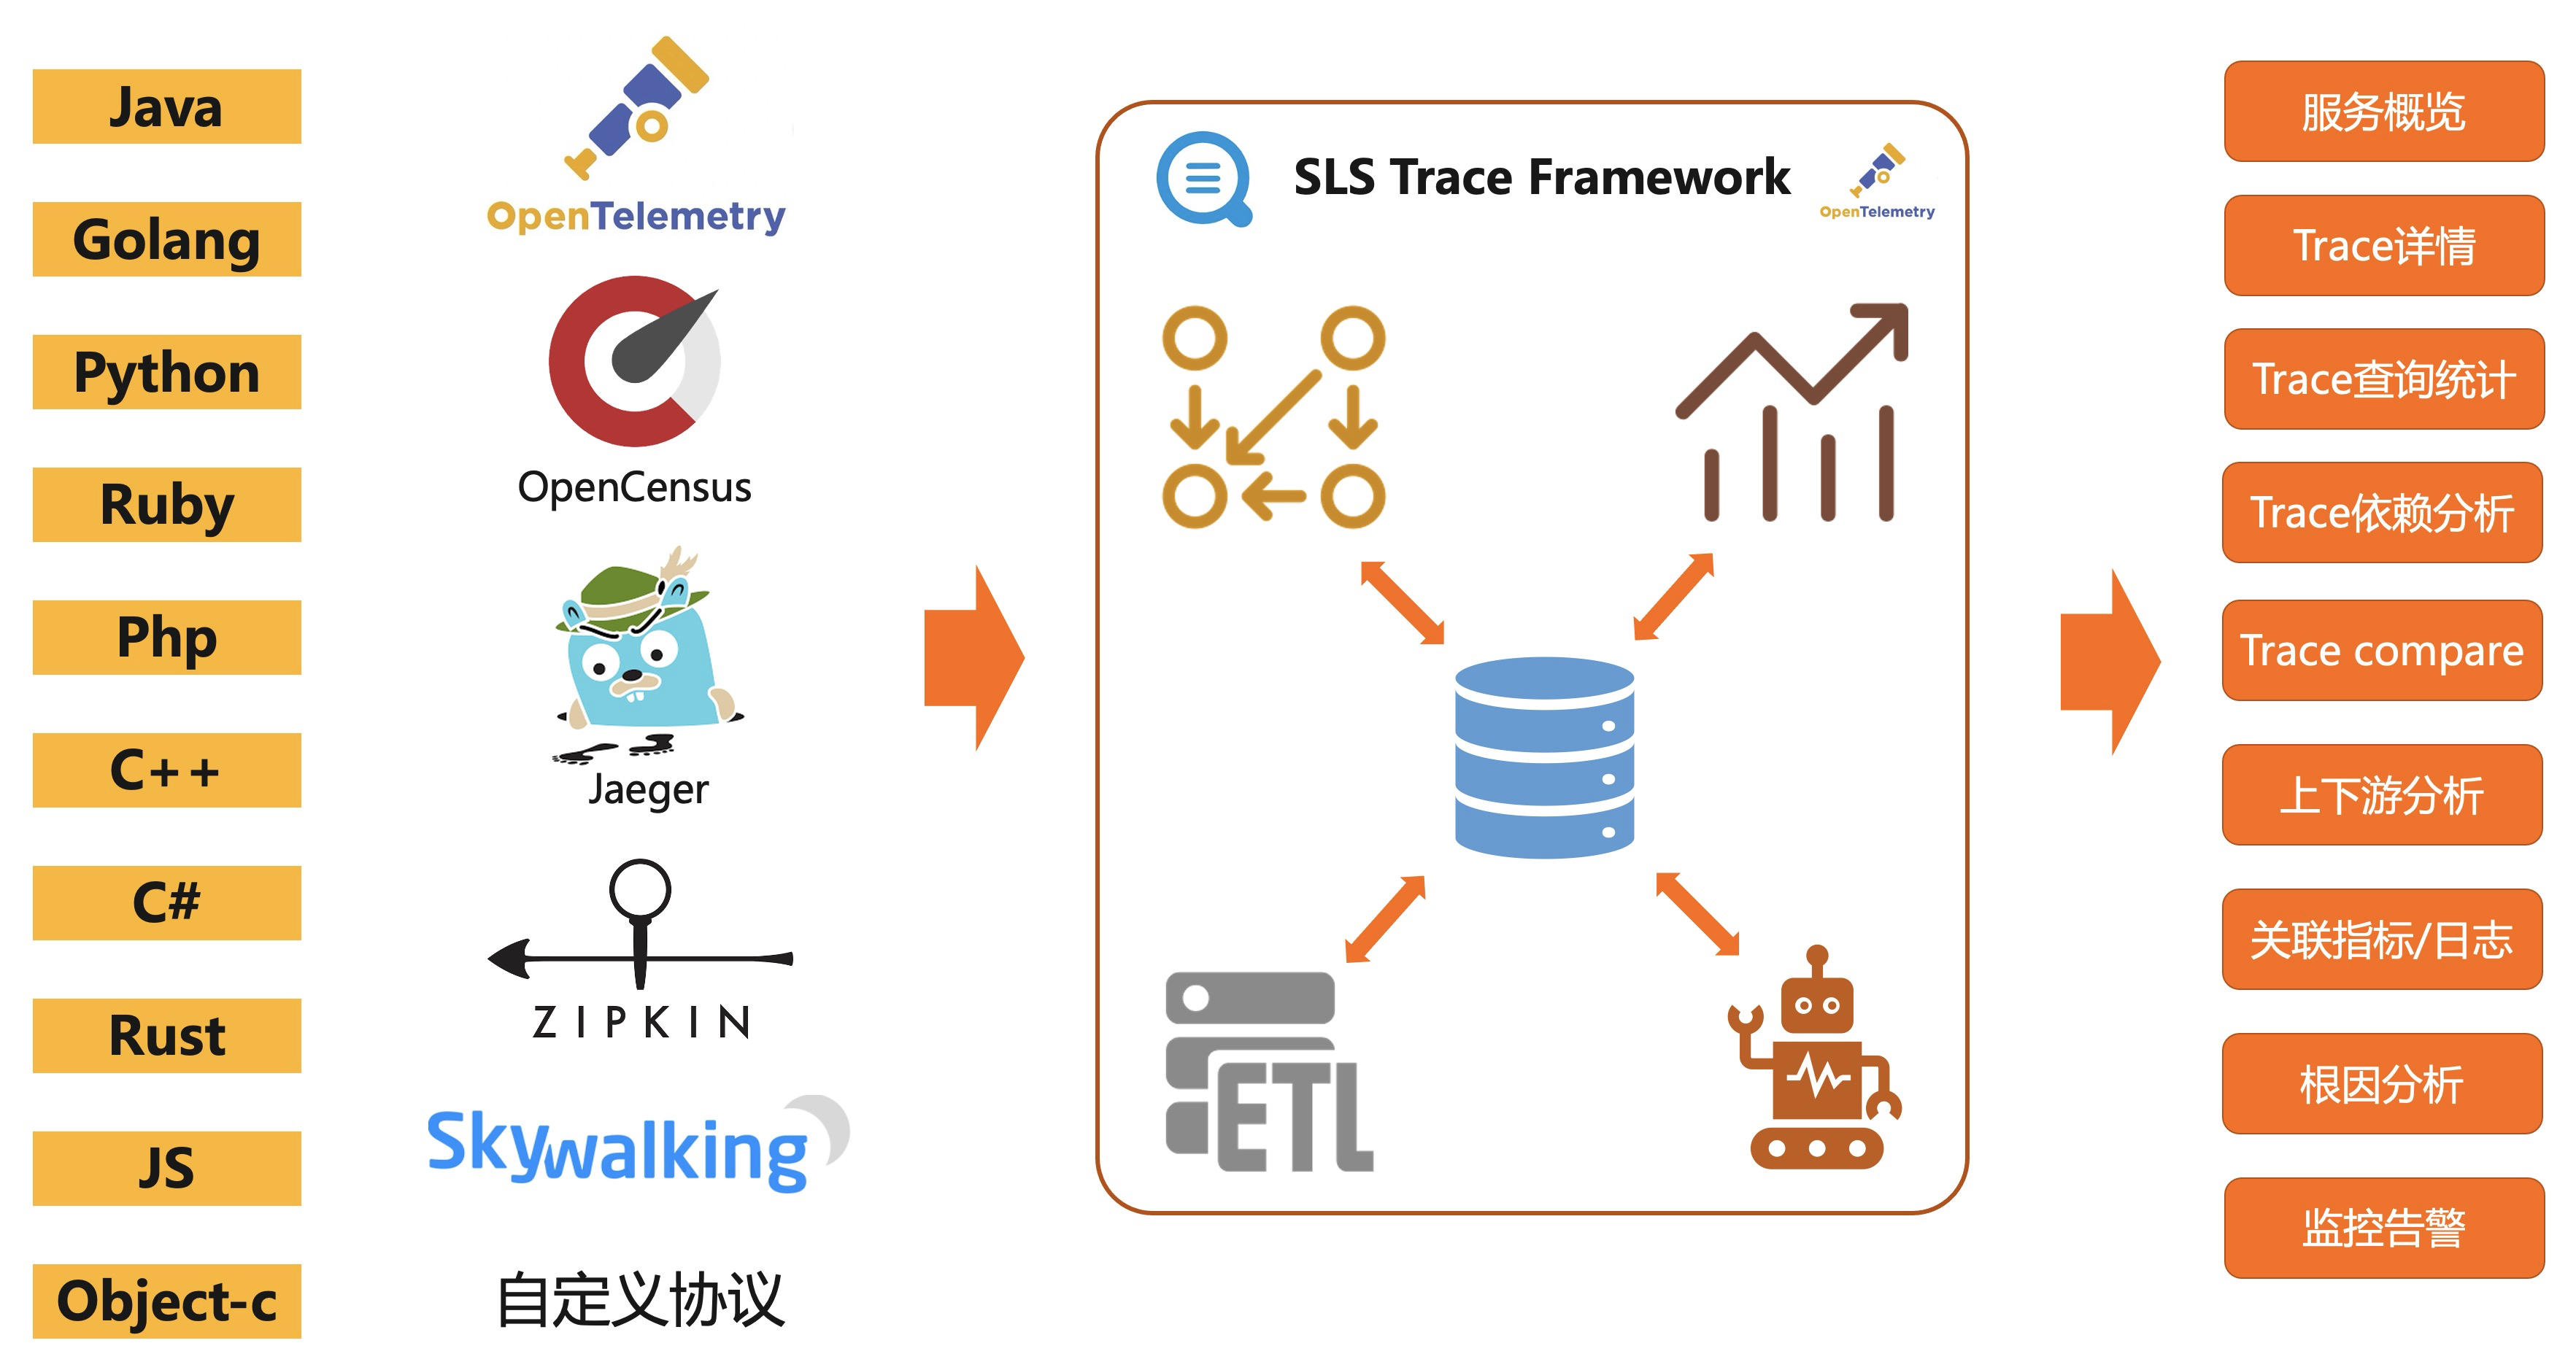 Java
Golang
Python
Ruby
Php
C++
C#
Rust
JS
Object-c
OpenTelemetry
OpenCensus
Jaeger
ZIPKIN
Skywalking
自定义协议
SLS Trace Framework
OpenTelemetry
ETL
服务概览
Trace详情
Trace查询统计
Trace依赖分析
Trace compare
上下游分析
关联指标/日志
根因分析
监控告警